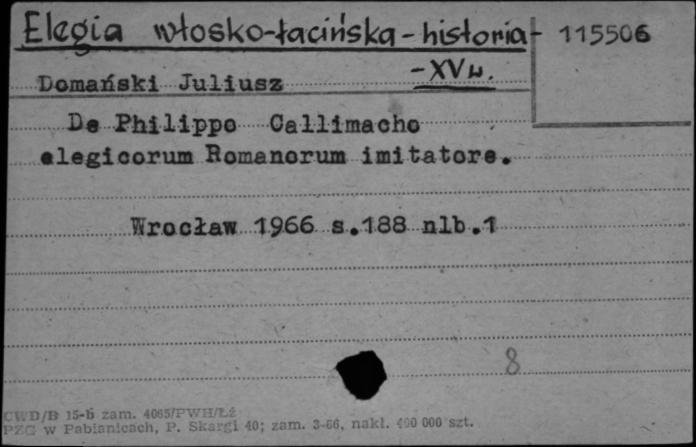 Elegia włosko-łacińska-historia- 115506
-XVw.
Domański Juliusz
De Philippo Callimacho
elegicorum Romanorum imitatore.
Wrocław 1966 s.188 nlb.1
8
CWD/B 15-b zam. 4065/PWH/Łż
PZG w Pabianicach, P. Skargi 40; zam. 3-66, nakł. 400 000 szt.